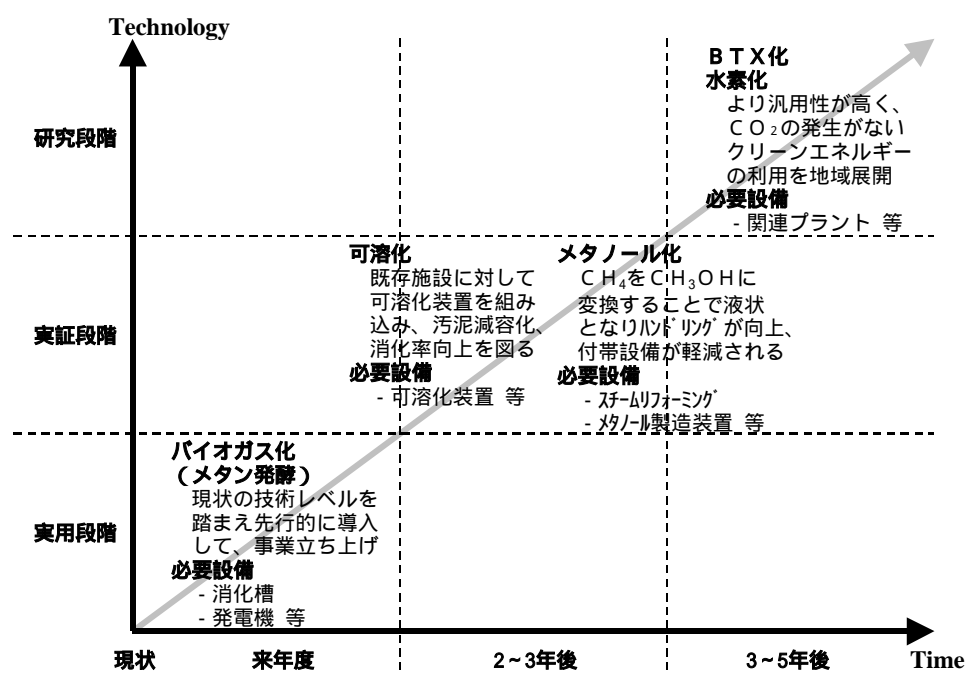 Technology
研究段階
BTX化
水素化
より汎用性が高く、
CO₂の発生がない
クリーンエネルギー
の利用を地域展開
必要設備
- 関連プラント 等
実証段階
可溶化
既存施設に対して
可溶化装置を組み
込み、汚泥減容化、
消化率向上を図る
必要設備
- 可溶化装置 等
メタノール化
CH₄をCH₃OHに
変換することで液状
となりハンドリングが向上、
付帯設備が軽減される
必要設備
- スチームリフォーミング
- メタノール製造装置 等
実用段階
バイオガス化
(メタン発酵)
現状の技術レベルを
踏まえ先行的に導入
して、事業立ち上げ
必要設備
- 消化槽
- 発電機 等
現状 来年度 2~3年後 3~5年後 Time